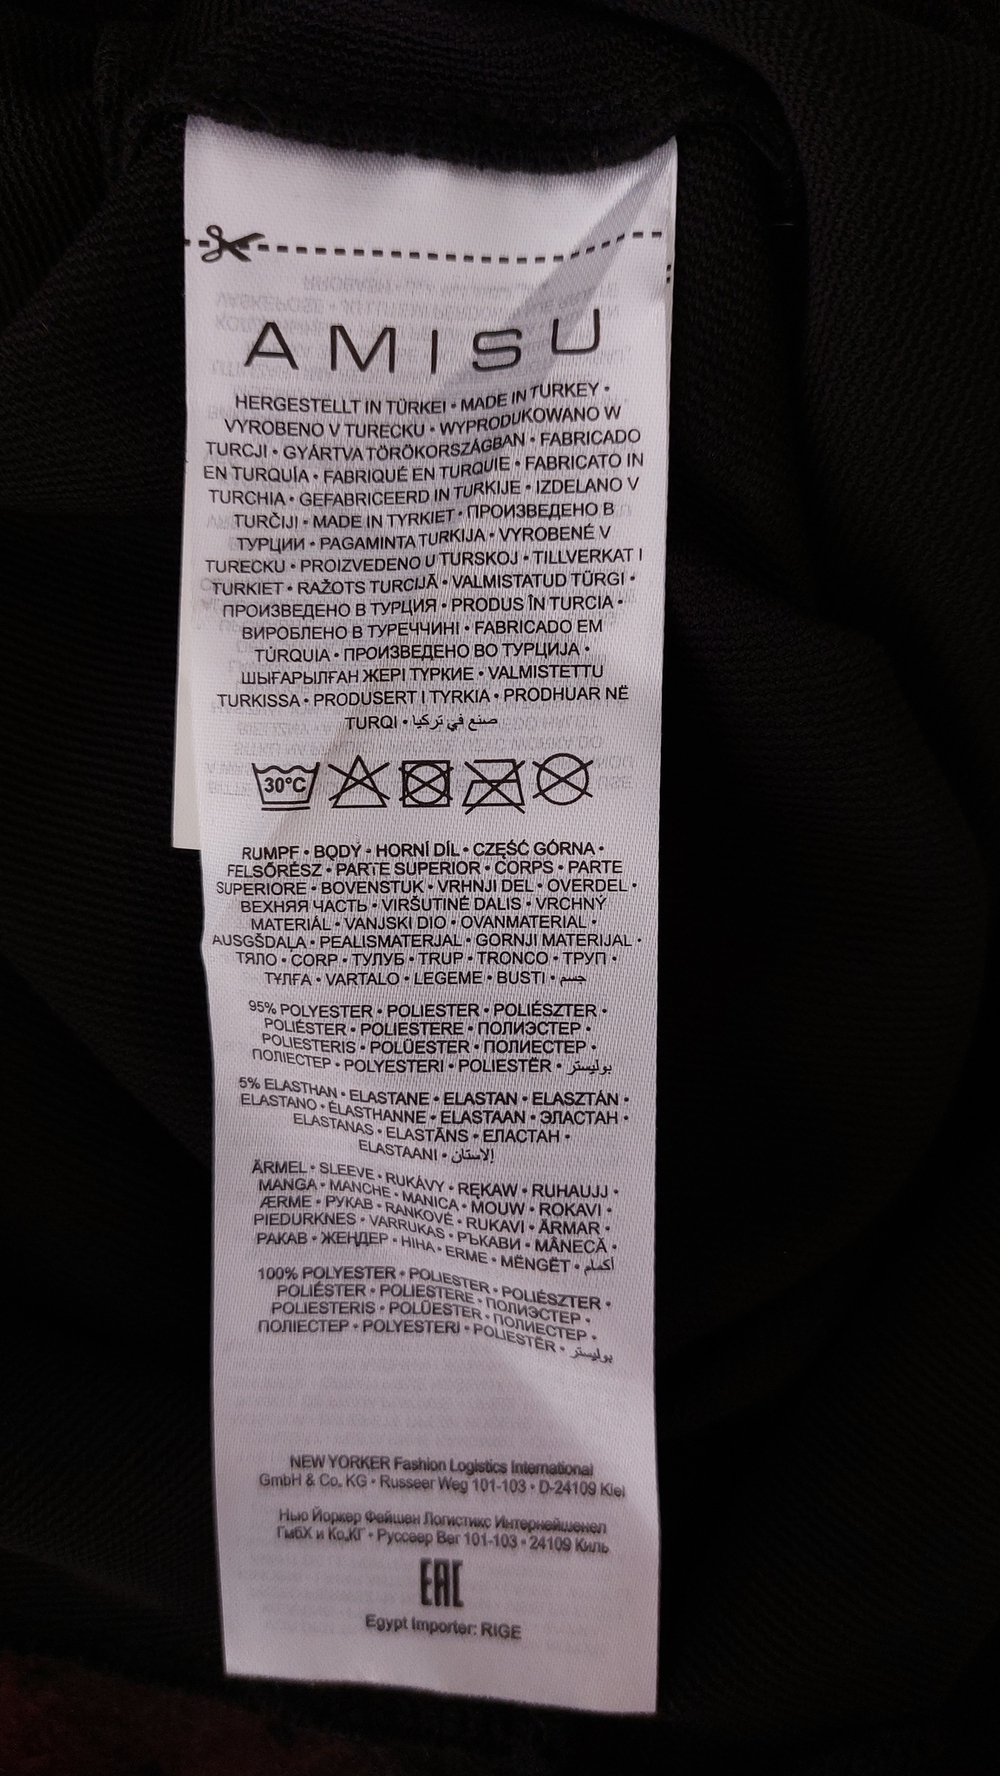 AMISU
HERGESTELLT IN TÜRKEI • MADE IN TURKEY •
VYROBENO V TURECKU • WYPRODUKOWANO W
TURCJI • GYÁRTVA TÖRÖKORSZÁGBAN • FABRICADO
EN TURQUÍA • FABRIQUÉ EN TURQUIE • FABRICATO IN
TURCHIA • GEFABRICEERD IN TURKIJE • IZDELANO V
TURČIJI • MADE IN TYRKIET • ПРОИЗВЕДЕНО В
ТУРЦИИ • PAGAMINTA TURKIJA • VYROBENÉ V
TURECKU • PROIZVEDENO U TURSKOJ • TILLVERKAT I
TURKIET • RAŽOTS TURCIJĀ • VALMISTATUD TÜRGI •
ПРОИЗВЕДЕНО В ТУРЦИЯ • PRODUS ÎN TURCIA •
ВИРОБЛЕНО В ТУРЕЧЧИНІ • FABRICADO EM
TÚRQUIA • ПРОИЗВЕДЕНО ВО ТУРЦИЈА •
ШЫҒАРЫЛҒАН ЖЕРІ ТҮРКИЕ • VALMISTETTU
TURKISSA • PRODUSERT I TYRKIA • PRODHUAR NË
TURQI • صنع في تركيا
30°C
RUMPF • BODY • HORNÍ DÍL • CZĘŚĆ GÓRNA •
FELSŐRÉSZ • PARTE SUPERIOR • CORPS • PARTE
SUPERIORE • BOVENSTUK • VRHNJI DEL • OVERDEL •
ВЕХНЯЯ ЧАСТЬ • VIRŠUTINĖ DALIS • VRCHNÝ
MATERIÁL • VANJSKI DIO • OVANMATERIAL •
AUSGŠDAĻA • PEALISMATERJAL • GORNJI MATERIJAL •
ТЯЛО • CORP • ТУЛУБ • TRUP • TRONCO • ТРУП •
ТҰЛҒА • VARTALO • LEGEME • BUSTI • جسم
95% POLYESTER • POLIESTER • POLIÉSZTER •
POLIÉSTER • POLIESTERE • ПОЛИЭСТЕР •
POLIESTERIS • POLÜESTER • ПОЛИЕСТЕР •
ПОЛІЕСТЕР • POLYESTERI • POLIESTËR • بوليستر
5% ELASTHAN • ELASTANE • ELASTAN • ELASZTÁN •
ELASTANO • ÉLASTHANNE • ELASTAAN • ЭЛАСТАН •
ELASTANAS • ELASTĀNS • ЕЛАСТАН •
ELASTAANI • إلاستان
ÄRMEL • SLEEVE • RUKÁVY • RĘKAW • RUHAUJJ •
MANGA • MANCHE • MANICA • MOUW • ROKAVI •
ÆRME • РУКАВ • RANKOVĖ • RUKAVI • ÄRMAR •
PIEDURKNES • VARRUKAS • РЪКАВИ • MÂNECĂ •
РАКАВ • ЖЕҢДЕР • HIHA • ERME • MËNGËT • أكمام
100% POLYESTER • POLIESTER • POLIÉSZTER •
POLIÉSTER • POLIESTERE • ПОЛИЭСТЕР •
POLIESTERIS • POLÜESTER • ПОЛИЕСТЕР •
ПОЛІЕСТЕР • POLYESTERI • POLIESTËR • بوليستر
NEW YORKER Fashion Logistics International
GmbH & Co. KG • Russeer Weg 101-103 • D-24109 Kiel
Нью Йоркер Фейшен Логистикс Интернейшенел
ГмбХ и Ко.КГ • Руссеер Вег 101-103 • 24109 Киль
EAC
Egypt Importer: RIGE